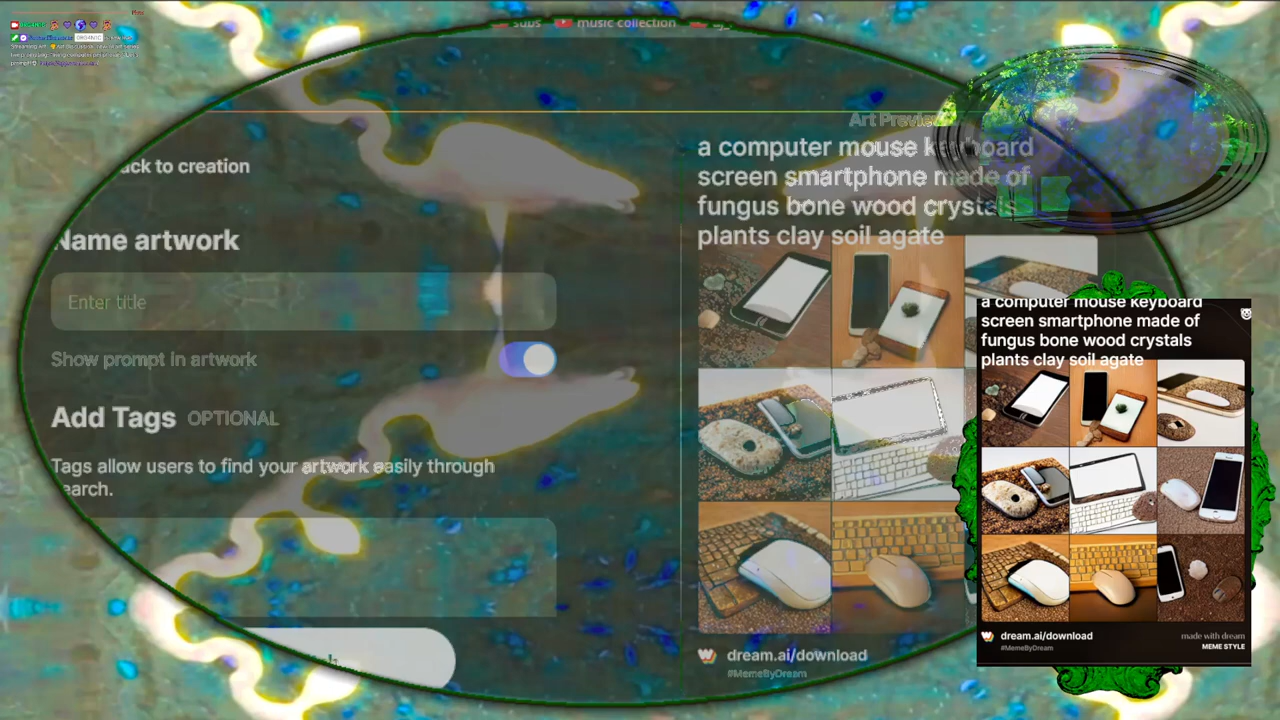 subs
music collection
Art Preview
a computer mouse keyboard
screen smartphone made of
fungus bone wood crystals
plants clay soil agate
ack to creation
Name artwork
Enter title
Show prompt in artwork
Add Tags OPTIONAL
Tags allow users to find your artwork easily through
earch.
dream.ai/download
#MemeByDream
a computer mouse keyboard
screen smartphone made of
fungus bone wood crystals
plants clay soil agate
dream.ai/download
#MemeByDream
made with dream
MEME STYLE